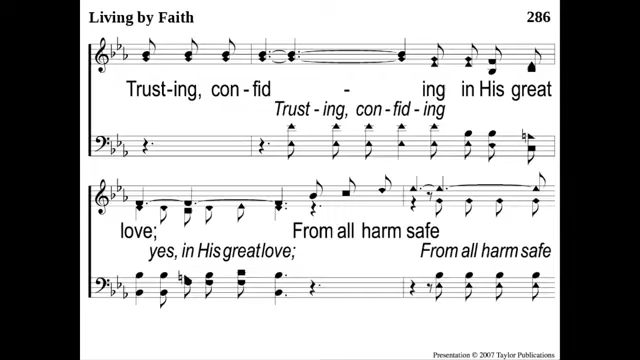 Living by Faith 286
Trust-ing, con-fid - ing in His great
Trust - ing, con - fid - ing
love; From all harm safe
yes, in His great love; From all harm safe
Presentation © 2007 Taylor Publications